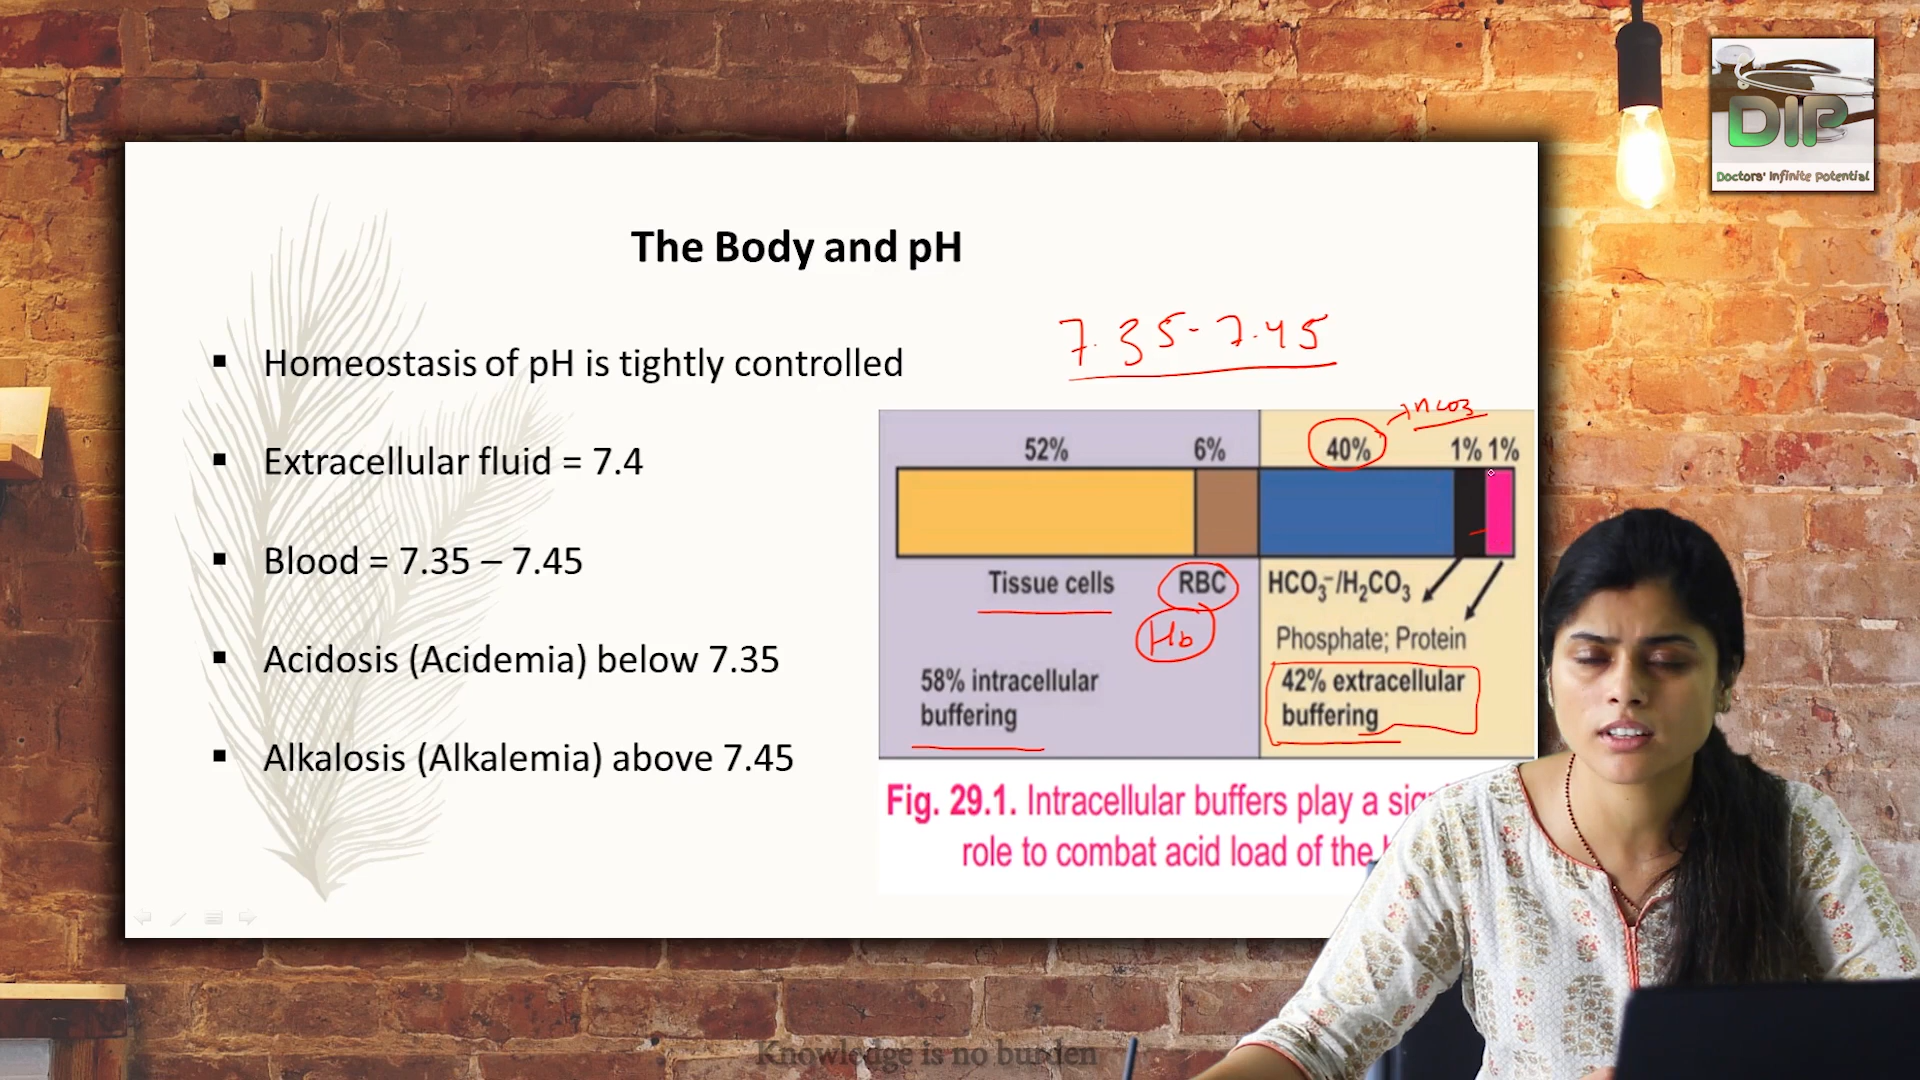 DIP
Doctors' Infinite Potential
The Body and pH
7.35-7.45
▪ Homeostasis of pH is tightly controlled
▪ Extracellular fluid = 7.4
▪ Blood = 7.35 – 7.45
▪ Acidosis (Acidemia) below 7.35
▪ Alkalosis (Alkalemia) above 7.45
HCO3
52% 6% 40% 1% 1%
Tissue cells RBC HCO₃⁻/H₂CO₃
Hb
Phosphate; Protein
58% intracellular
buffering
42% extracellular
buffering
Fig. 29.1. Intracellular buffers play a
role to combat acid load of the
Knowledge is no burden